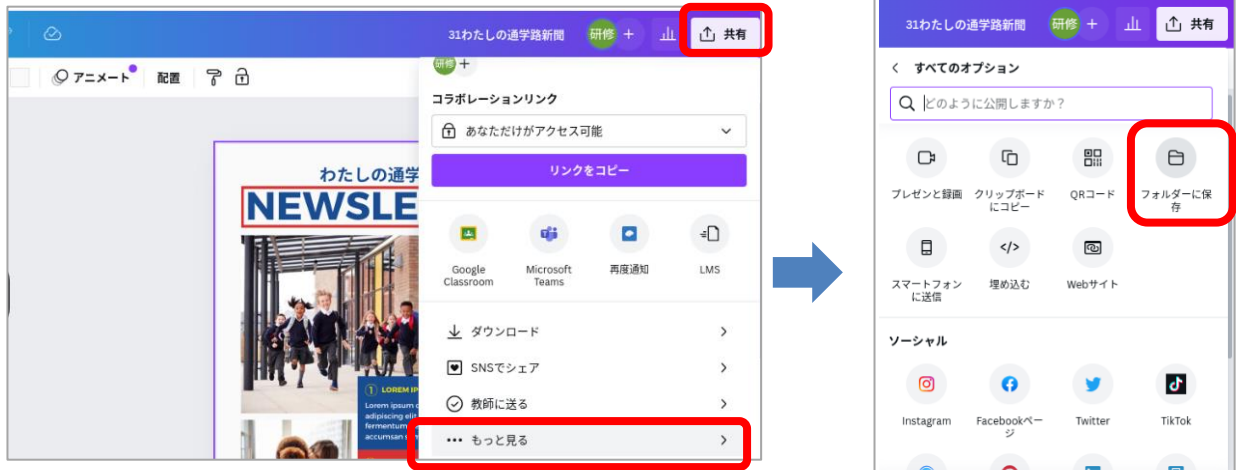 31わたしの通学路新聞
研修 +
共有
アニメート
配置
研修 +
コラボレーションリンク
あなただけがアクセス可能
リンクをコピー
Google
Classroom
Microsoft
Teams
再度通知
LMS
ダウンロード
SNSでシェア
教師に送る
もっと見る
わたしの通学
NEWSLE
1 LOREM IP
Lorem ipsum
adipiscing elit
fermentum
accumsan
31わたしの通学路新聞
研修 +
共有
すべてのオプション
どのように公開しますか?
プレゼンと録画
クリップボード
にコピー
QRコード
フォルダーに保
存
スマートフォン
に送信
埋め込む
Webサイト
ソーシャル
Instagram
Facebookペー
ジ
Twitter
TikTok